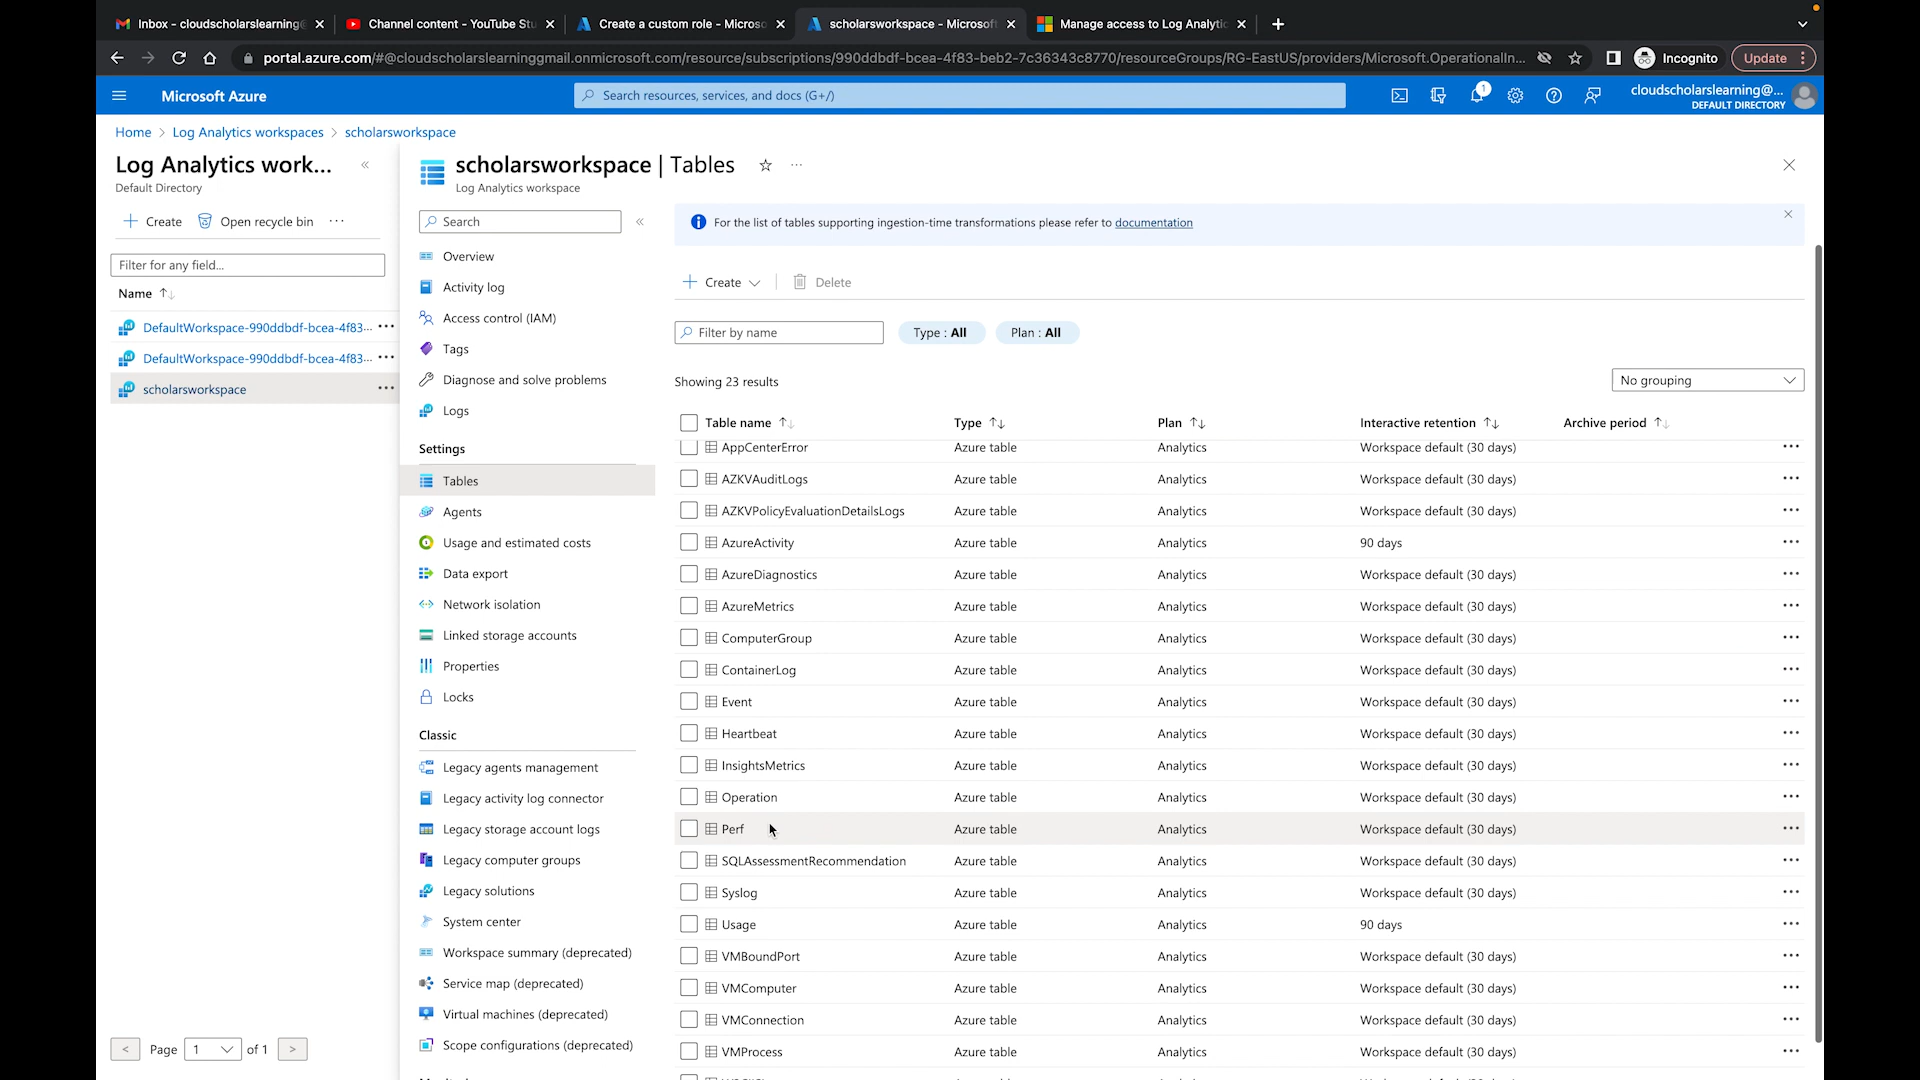 Inbox - cloudscholarslearning
Channel content - YouTube Stu
Create a custom role - Microso
scholarsworkspace - Microsoft
Manage access to Log Analytic
portal.azure.com/#@cloudscholarslearninggmail.onmicrosoft.com/resource/subscriptions/990ddbdf-bcea-4f83-beb2-7c36343c8770/resourceGroups/RG-EastUS/providers/Microsoft.OperationalIn...
Incognito
Update
Microsoft Azure
Search resources, services, and docs (G+/)
1
cloudscholarslearning@...
DEFAULT DIRECTORY
Home > Log Analytics workspaces > scholarsworkspace
Log Analytics work...
Default Directory
Create
Open recycle bin
Filter for any field...
Name
DefaultWorkspace-990ddbdf-bcea-4f83-...
DefaultWorkspace-990ddbdf-bcea-4f83-...
scholarsworkspace
Page 1 of 1
scholarsworkspace | Tables
Log Analytics workspace
Search
Overview
Activity log
Access control (IAM)
Tags
Diagnose and solve problems
Logs
Settings
Tables
Agents
Usage and estimated costs
Data export
Network isolation
Linked storage accounts
Properties
Locks
Classic
Legacy agents management
Legacy activity log connector
Legacy storage account logs
Legacy computer groups
Legacy solutions
System center
Workspace summary (deprecated)
Service map (deprecated)
Virtual machines (deprecated)
Scope configurations (deprecated)
For the list of tables supporting ingestion-time transformations please refer to documentation
Create
Delete
Filter by name
Type : All
Plan : All
Showing 23 results
No grouping
Table name Type Plan Interactive retention Archive period
AppCenterError Azure table Analytics Workspace default (30 days)
AZKVAuditLogs Azure table Analytics Workspace default (30 days)
AZKVPolicyEvaluationDetailsLogs Azure table Analytics Workspace default (30 days)
AzureActivity Azure table Analytics 90 days
AzureDiagnostics Azure table Analytics Workspace default (30 days)
AzureMetrics Azure table Analytics Workspace default (30 days)
ComputerGroup Azure table Analytics Workspace default (30 days)
ContainerLog Azure table Analytics Workspace default (30 days)
Event Azure table Analytics Workspace default (30 days)
Heartbeat Azure table Analytics Workspace default (30 days)
InsightsMetrics Azure table Analytics Workspace default (30 days)
Operation Azure table Analytics Workspace default (30 days)
Perf Azure table Analytics Workspace default (30 days)
SQLAssessmentRecommendation Azure table Analytics Workspace default (30 days)
Syslog Azure table Analytics Workspace default (30 days)
Usage Azure table Analytics 90 days
VMBoundPort Azure table Analytics Workspace default (30 days)
VMComputer Azure table Analytics Workspace default (30 days)
VMConnection Azure table Analytics Workspace default (30 days)
VMProcess Azure table Analytics Workspace default (30 days)